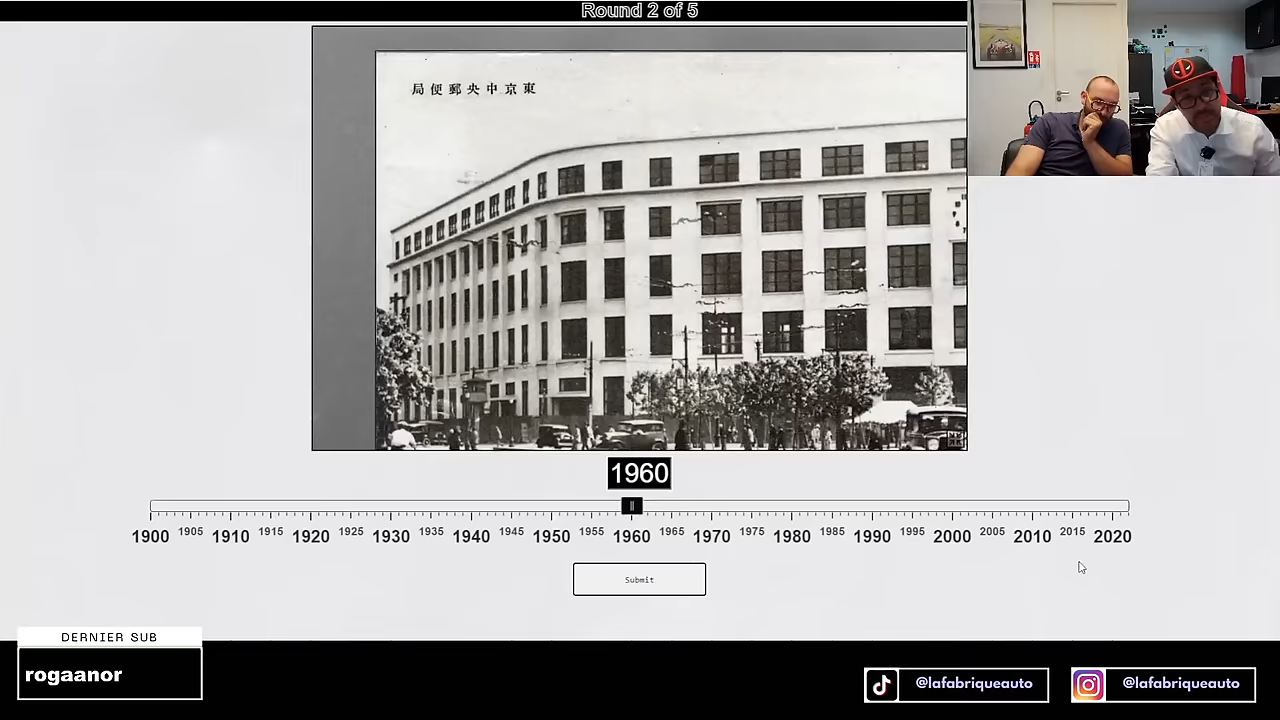 Round 2 of 5
局便郵央中京東
1960
1900 1905 1910 1915 1920 1925 1930 1935 1940 1945 1950 1955 1960 1965 1970 1975 1980 1985 1990 1995 2000 2005 2010 2015 2020
Submit
DERNIER SUB
rogaanor
@lafabriqueauto
@lafabriqueauto